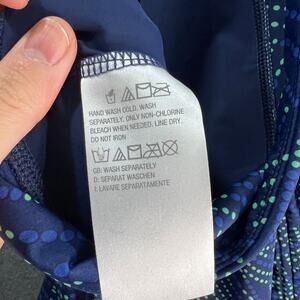 HAND WASH COLD. WASH
SEPARATELY. ONLY NON-CHLORINE
BLEACH WHEN NEEDED. LINE DRY.
DO NOT IRON
GB: WASH SEPARATELY
D: SEPARAT WASCHEN
I: LAVARE SEPARATAMENTE